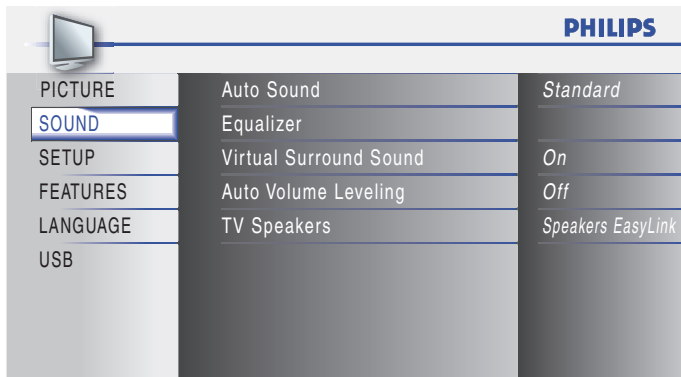 PHILIPS
PICTURE
Auto Sound
Standard
SOUND
Equalizer
SETUP
Virtual Surround Sound
On
FEATURES
Auto Volume Leveling
Off
LANGUAGE
TV Speakers
Speakers EasyLink
USB